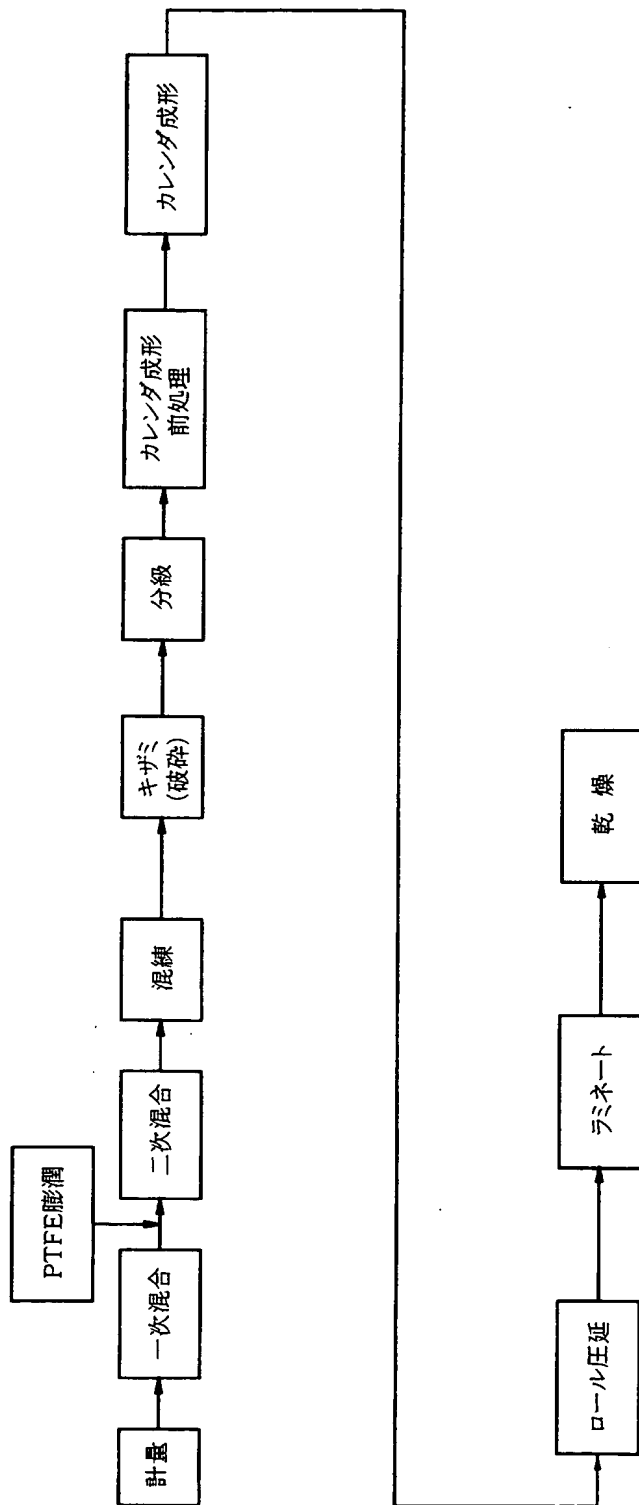 計量
一次混合
PTFE膨潤
二次混合
混練
キザミ
(破砕)
分級
カレンダ成形
前処理
カレンダ成形
ロール圧延
ラミネート
乾燥